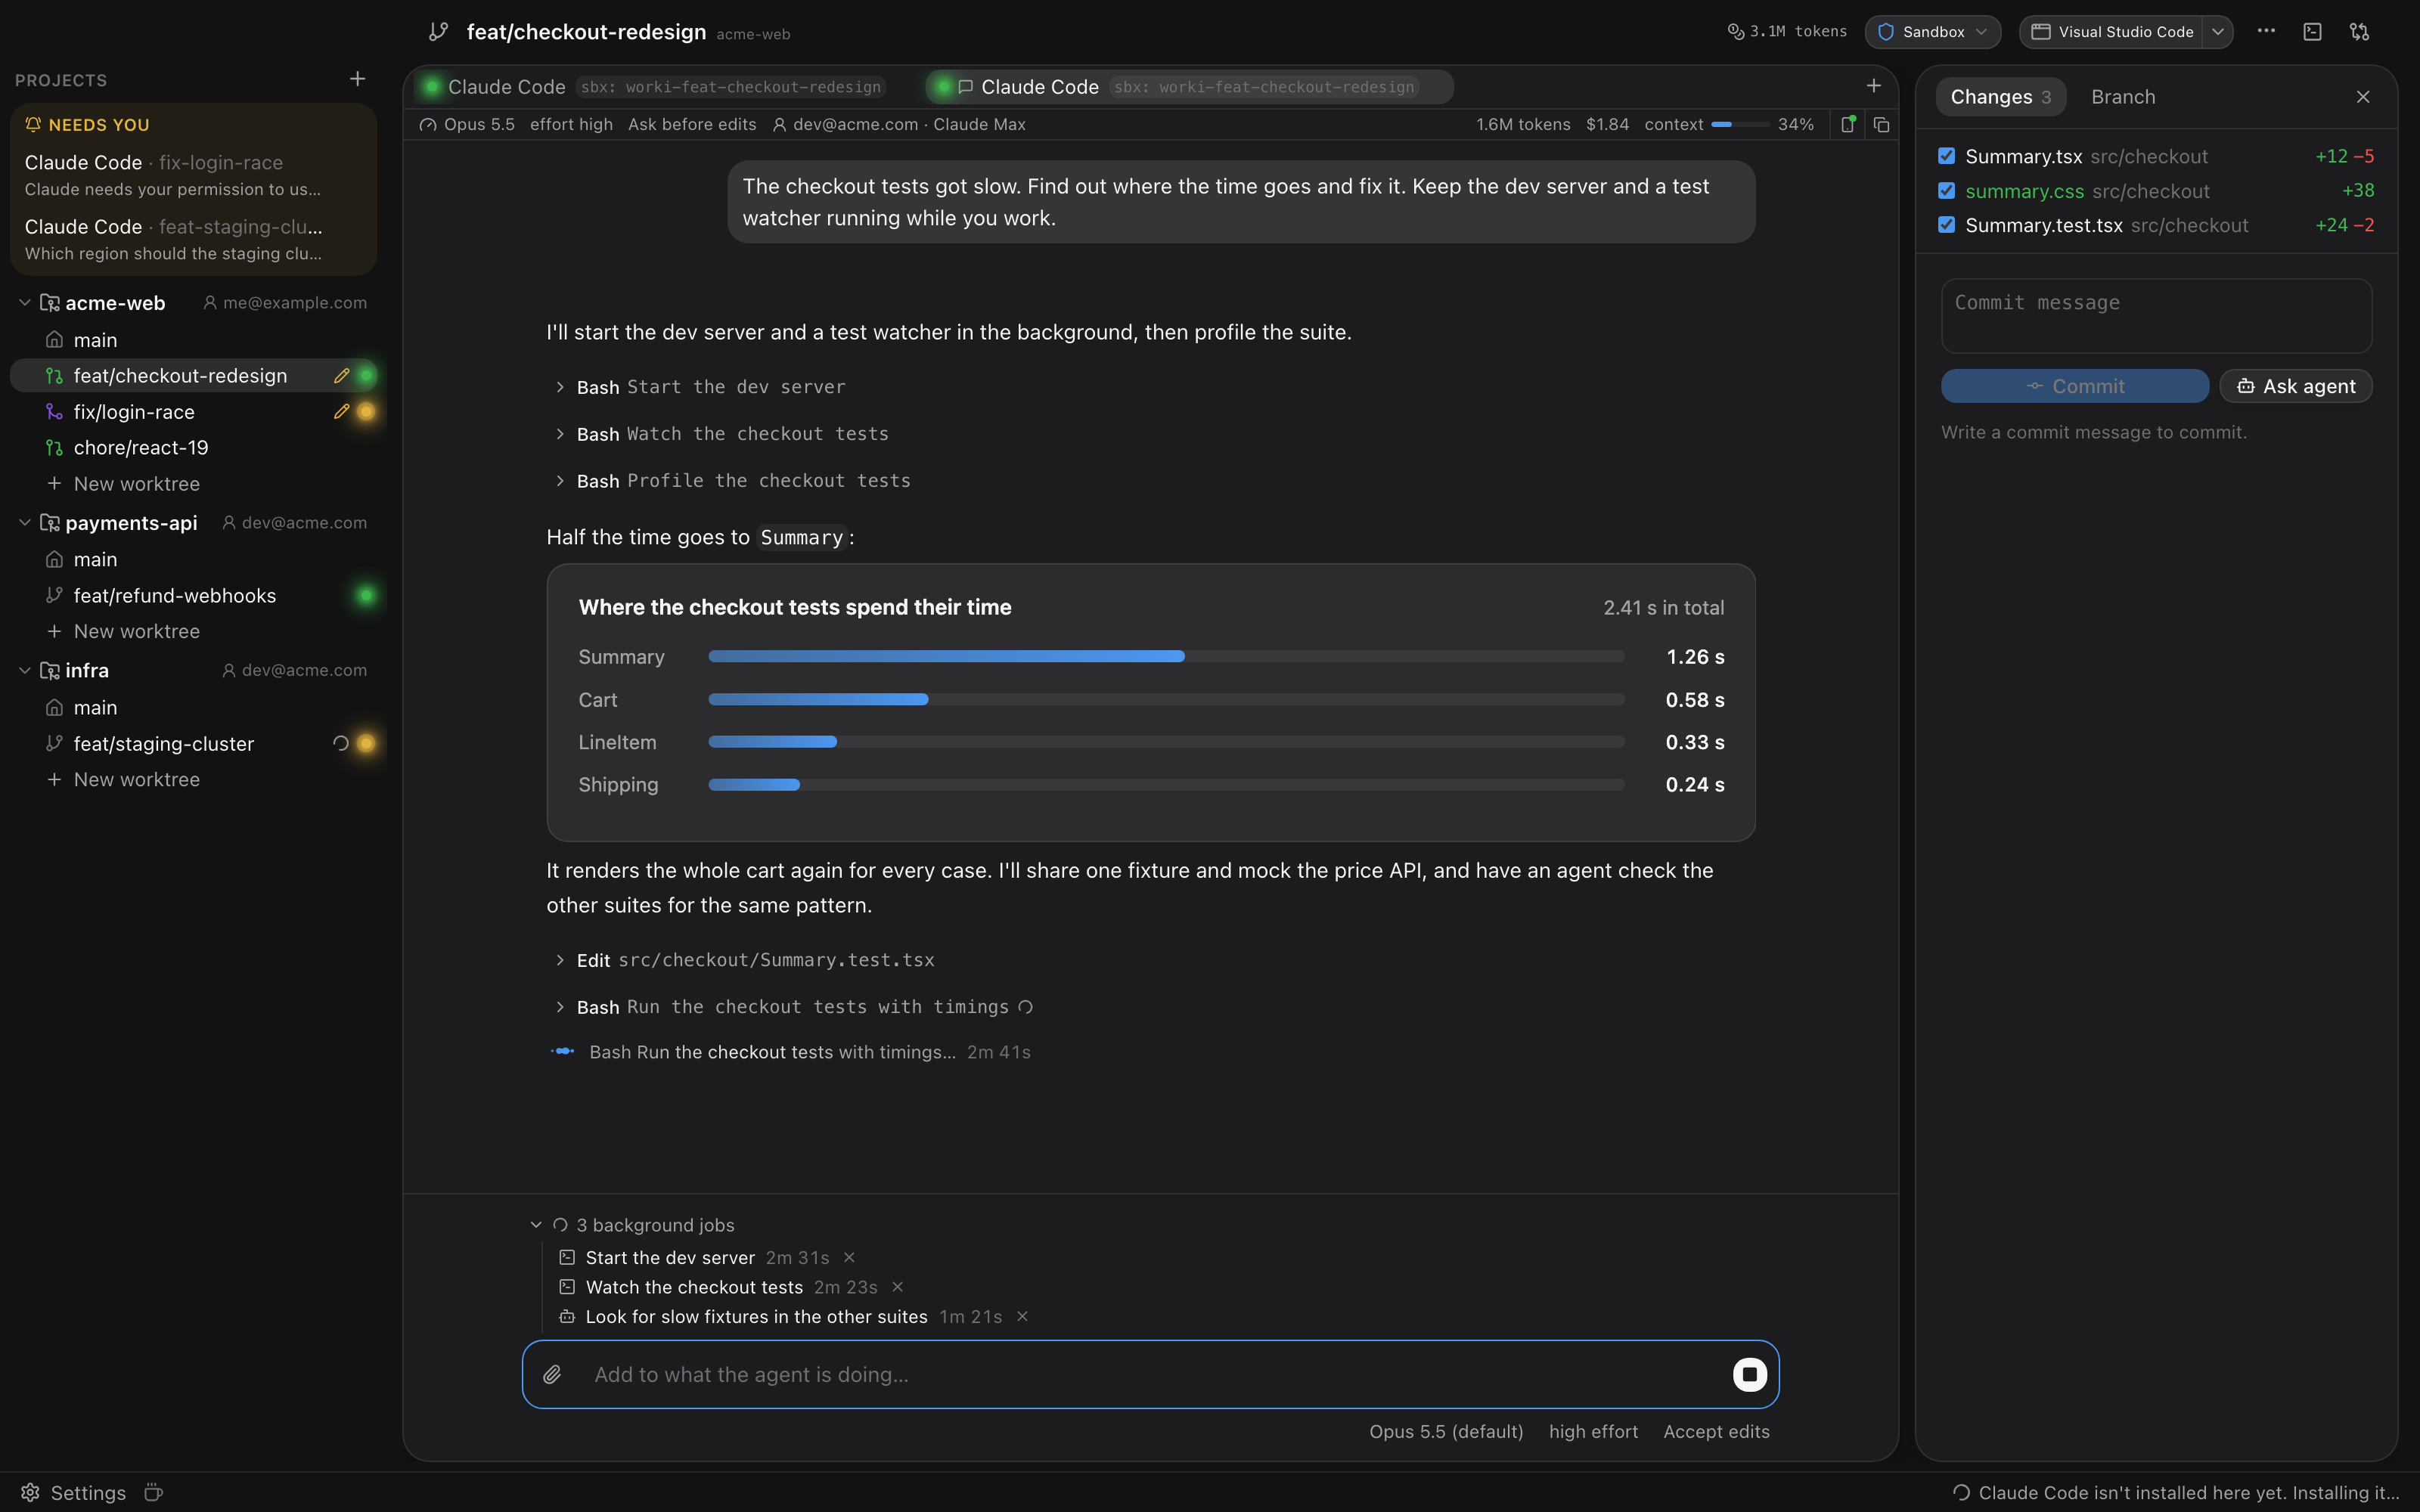 feat/checkout-redesign acme-web
3.1M tokens
Sandbox
Visual Studio Code
PROJECTS
NEEDS YOU
Claude Code · fix-login-race
Claude needs your permission to us...
Claude Code · feat-staging-clu...
Which region should the staging clu...
acme-web me@example.com
main
feat/checkout-redesign
fix/login-race
chore/react-19
New worktree
payments-api dev@acme.com
main
feat/refund-webhooks
New worktree
infra dev@acme.com
main
feat/staging-cluster
New worktree
Settings
Claude Code sbx: worki-feat-checkout-redesign
Claude Code sbx: worki-feat-checkout-redesign
Opus 5.5 effort high Ask before edits dev@acme.com · Claude Max
1.6M tokens $1.84 context 34%
The checkout tests got slow. Find out where the time goes and fix it. Keep the dev server and a test
watcher running while you work.
I'll start the dev server and a test watcher in the background, then profile the suite.
Bash Start the dev server
Bash Watch the checkout tests
Bash Profile the checkout tests
Half the time goes to Summary:
Where the checkout tests spend their time 2.41 s in total
Summary 1.26 s
Cart 0.58 s
LineItem 0.33 s
Shipping 0.24 s
It renders the whole cart again for every case. I'll share one fixture and mock the price API, and have an agent check the
other suites for the same pattern.
Edit src/checkout/Summary.test.tsx
Bash Run the checkout tests with timings
Bash Run the checkout tests with timings... 2m 41s
3 background jobs
Start the dev server 2m 31s
Watch the checkout tests 2m 23s
Look for slow fixtures in the other suites 1m 21s
Add to what the agent is doing...
Opus 5.5 (default) high effort Accept edits
Changes 3 Branch
Summary.tsx src/checkout +12 −5
summary.css src/checkout +38
Summary.test.tsx src/checkout +24 −2
Commit message
Commit
Ask agent
Write a commit message to commit.
Claude Code isn't installed here yet. Installing it...